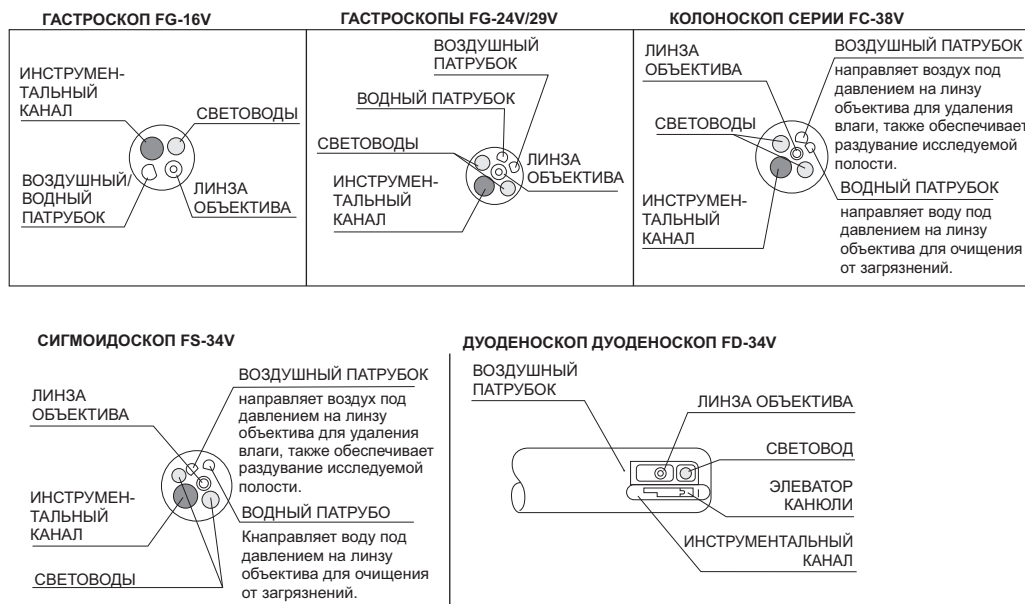 ГАСТРОСКОП FG-16V
ИНСТРУМЕН-
ТАЛЬНЫЙ
КАНАЛ
СВЕТОВОДЫ
ВОЗДУШНЫЙ/
ВОДНЫЙ
ПАТРУБОК
ЛИНЗА
ОБЪЕКТИВА
ГАСТРОСКОПЫ FG-24V/29V
ВОЗДУШНЫЙ
ПАТРУБОК
ВОДНЫЙ ПАТРУБОК
СВЕТОВОДЫ
ЛИНЗА
ОБЪЕКТИВА
ИНСТРУМЕН-
ТАЛЬНЫЙ
КАНАЛ
КОЛОНОСКОП СЕРИИ FC-38V
ЛИНЗА
ОБЪЕКТИВА
СВЕТОВОДЫ
ИНСТРУМЕН-
ТАЛЬНЫЙ
КАНАЛ
ВОЗДУШНЫЙ ПАТРУБОК
направляет воздух под
давлением на линзу
объектива для удаления
влаги, также обеспечивает
раздувание исследуемой
полости.
ВОДНЫЙ ПАТРУБОК
направляет воду под
давлением на линзу
объектива для очищения
от загрязнений.
СИГМОИДОСКОП FS-34V
ЛИНЗА
ОБЪЕКТИВА
ИНСТРУМЕН-
ТАЛЬНЫЙ
КАНАЛ
СВЕТОВОДЫ
ВОЗДУШНЫЙ ПАТРУБОК
направляет воздух под
давлением на линзу
объектива для удаления
влаги, также обеспечивает
раздувание исследуемой
полости.
ВОДНЫЙ ПАТРУБО
Кнаправляет воду под
давлением на линзу
объектива для очищения
от загрязнений.
ДУОДЕНОСКОП ДУОДЕНОСКОП FD-34V
ВОЗДУШНЫЙ
ПАТРУБОК
ЛИНЗА ОБЪЕКТИВА
СВЕТОВОД
ЭЛЕВАТОР
КАНЮЛИ
ИНСТРУМЕНТАЛЬНЫЙ
КАНАЛ